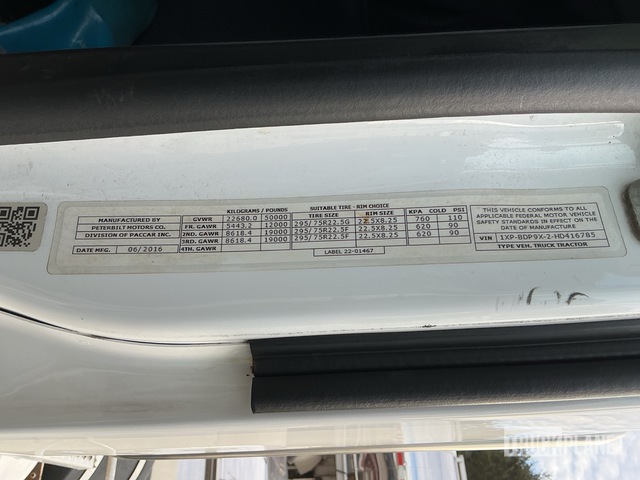 MANUFACTURED BY
PETERBILT MOTORS CO.
DIVISION OF PACCAR INC.
DATE MFG. 06/2016
KILOGRAMS / POUNDS
GVWR 22680.0 50000
FR. GAWR 5443.2 12000
2ND. GAWR 8618.4 19000
3RD. GAWR 8618.4 19000
4TH. GAWR
SUITABLE TIRE - RIM CHOICE
TIRE SIZE RIM SIZE KPA COLD PSI
295/75R22.5G 22.5X8.25 760 110
295/75R22.5F 22.5X8.25 620 90
295/75R22.5F 22.5X8.25 620 90
LABEL 22-01467
THIS VEHICLE CONFORMS TO ALL
APPLICABLE FEDERAL MOTOR VEHICLE
SAFETY STANDARDS IN EFFECT ON THE
DATE OF MANUFACTURE
VIN 1XP-BDP9X-2-HD416785
TYPE VEH. TRUCK TRACTOR
TRUCKPLANET